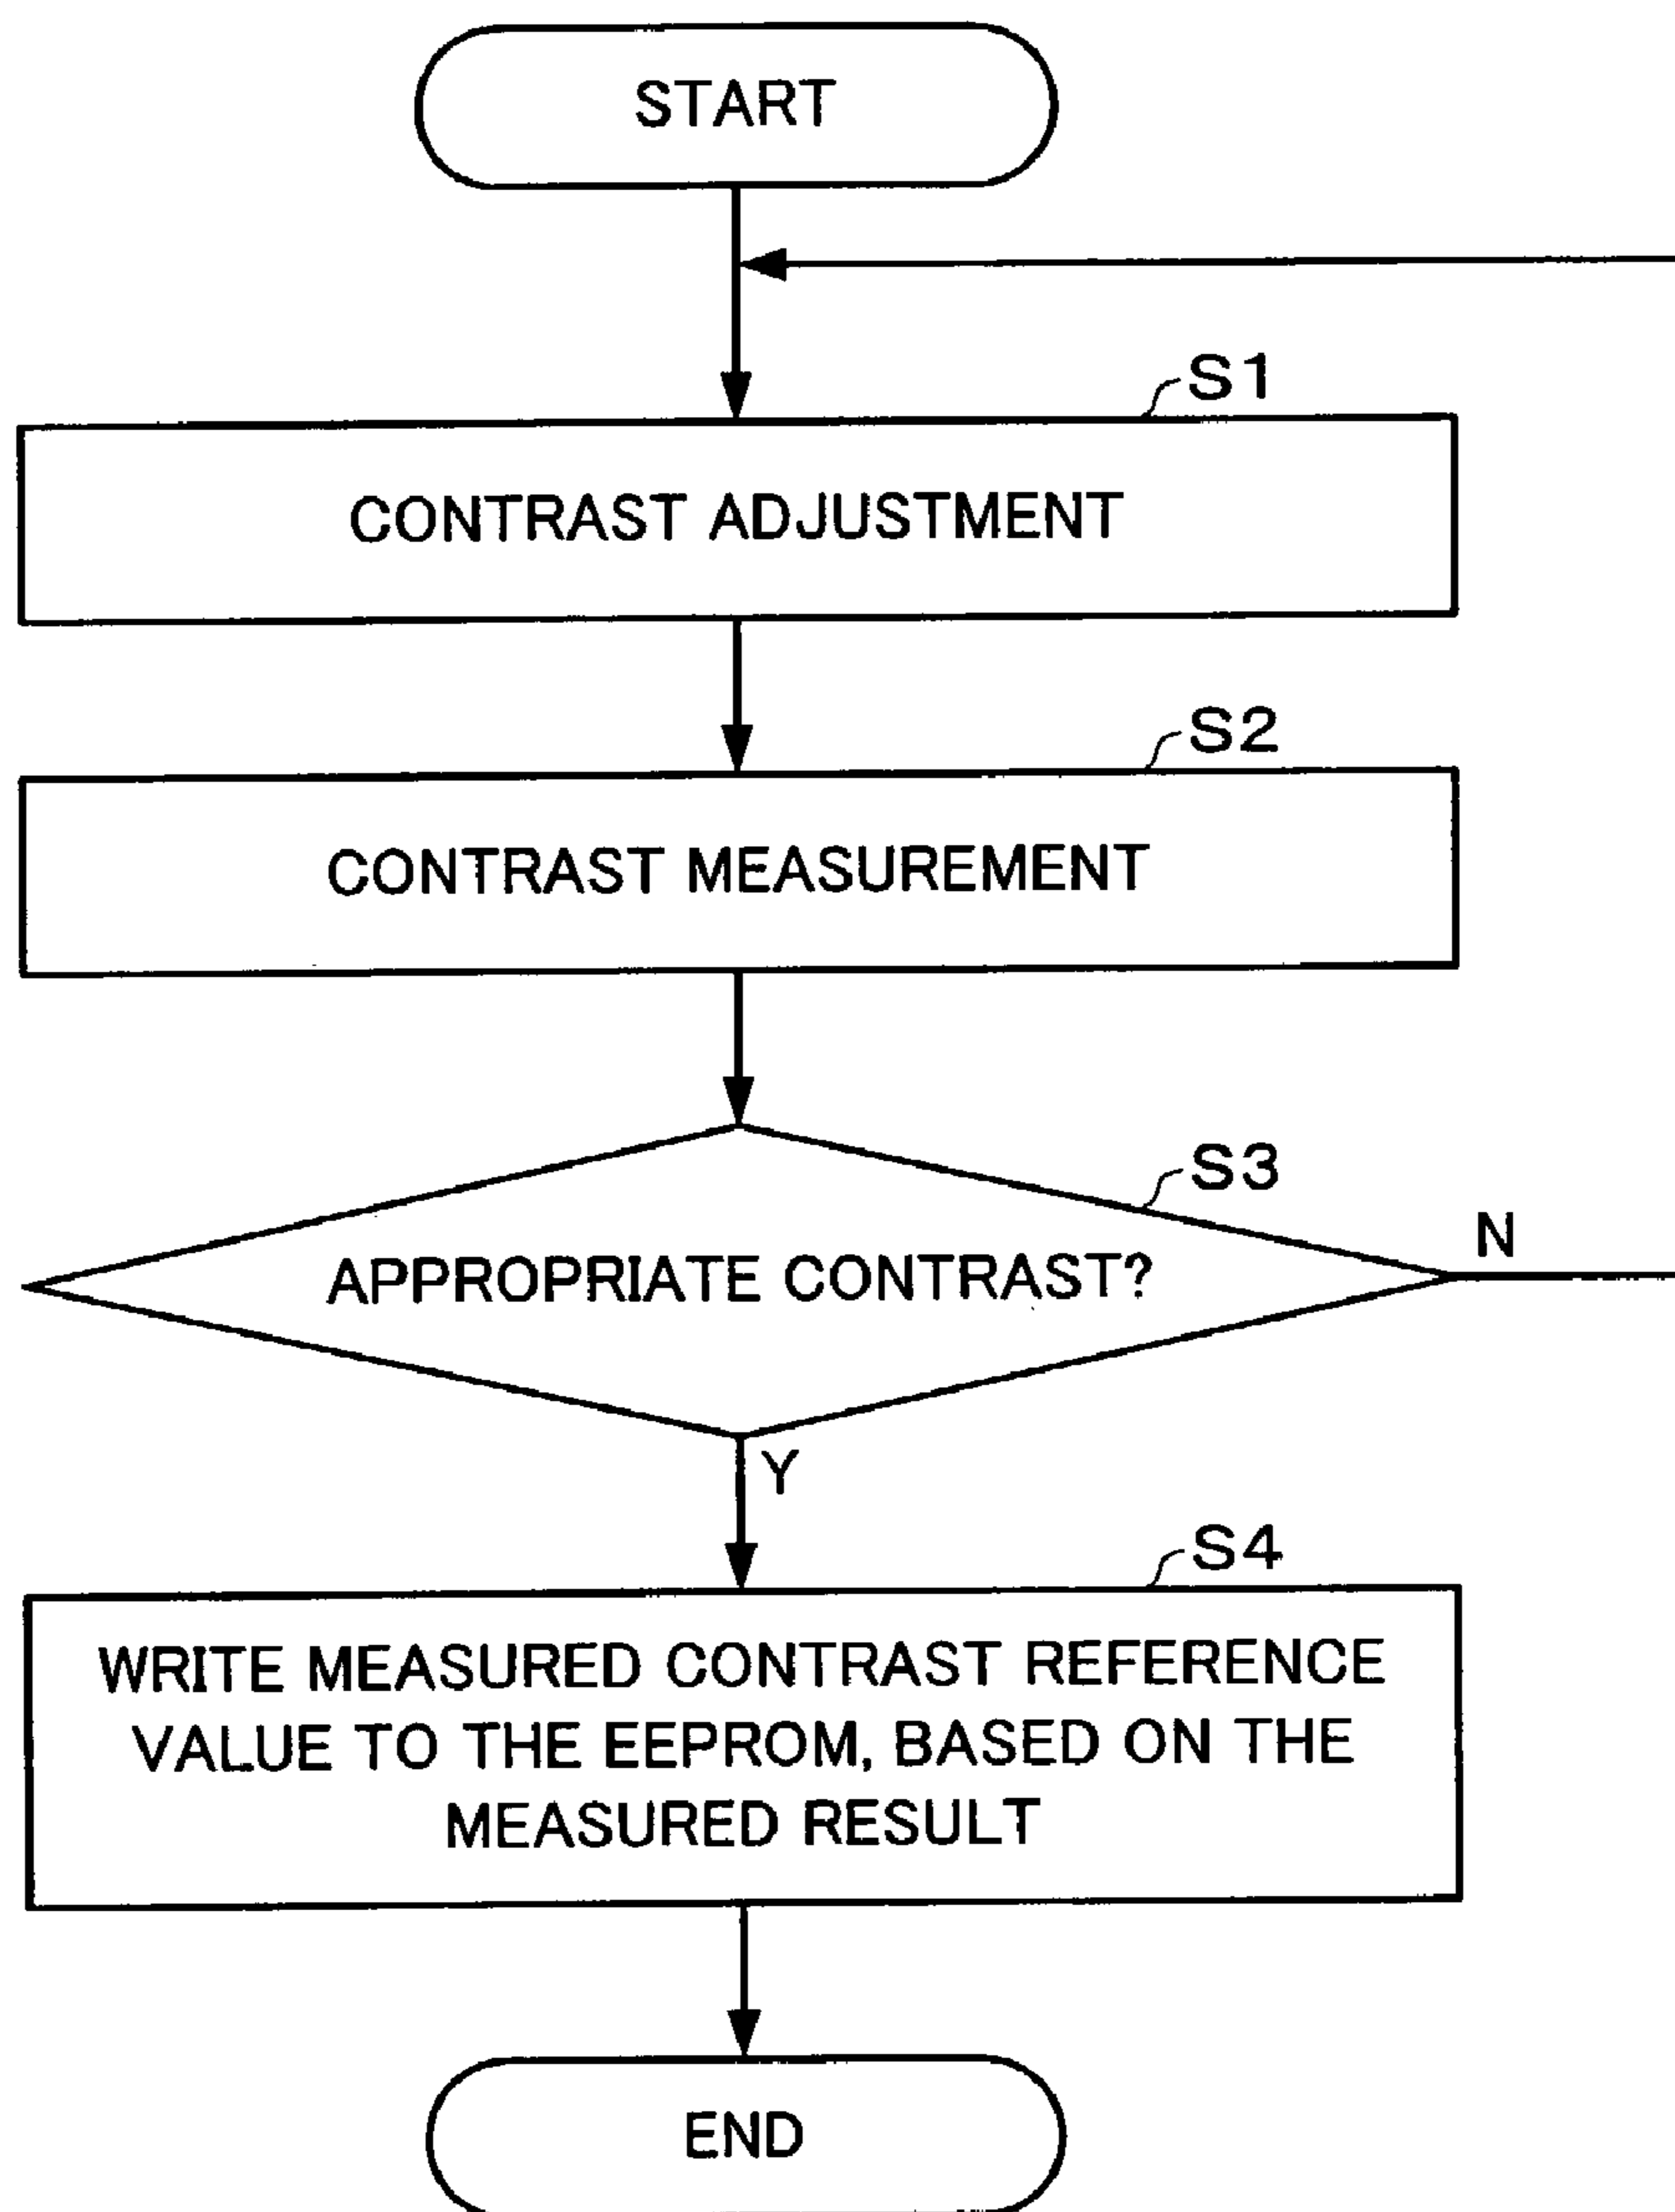 START
S1
CONTRAST ADJUSTMENT
S2
CONTRAST MEASUREMENT
S3
N
APPROPRIATE CONTRAST?
Y
S4
WRITE MEASURED CONTRAST REFERENCE
VALUE TO THE EEPROM, BASED ON THE
MEASURED RESULT
END